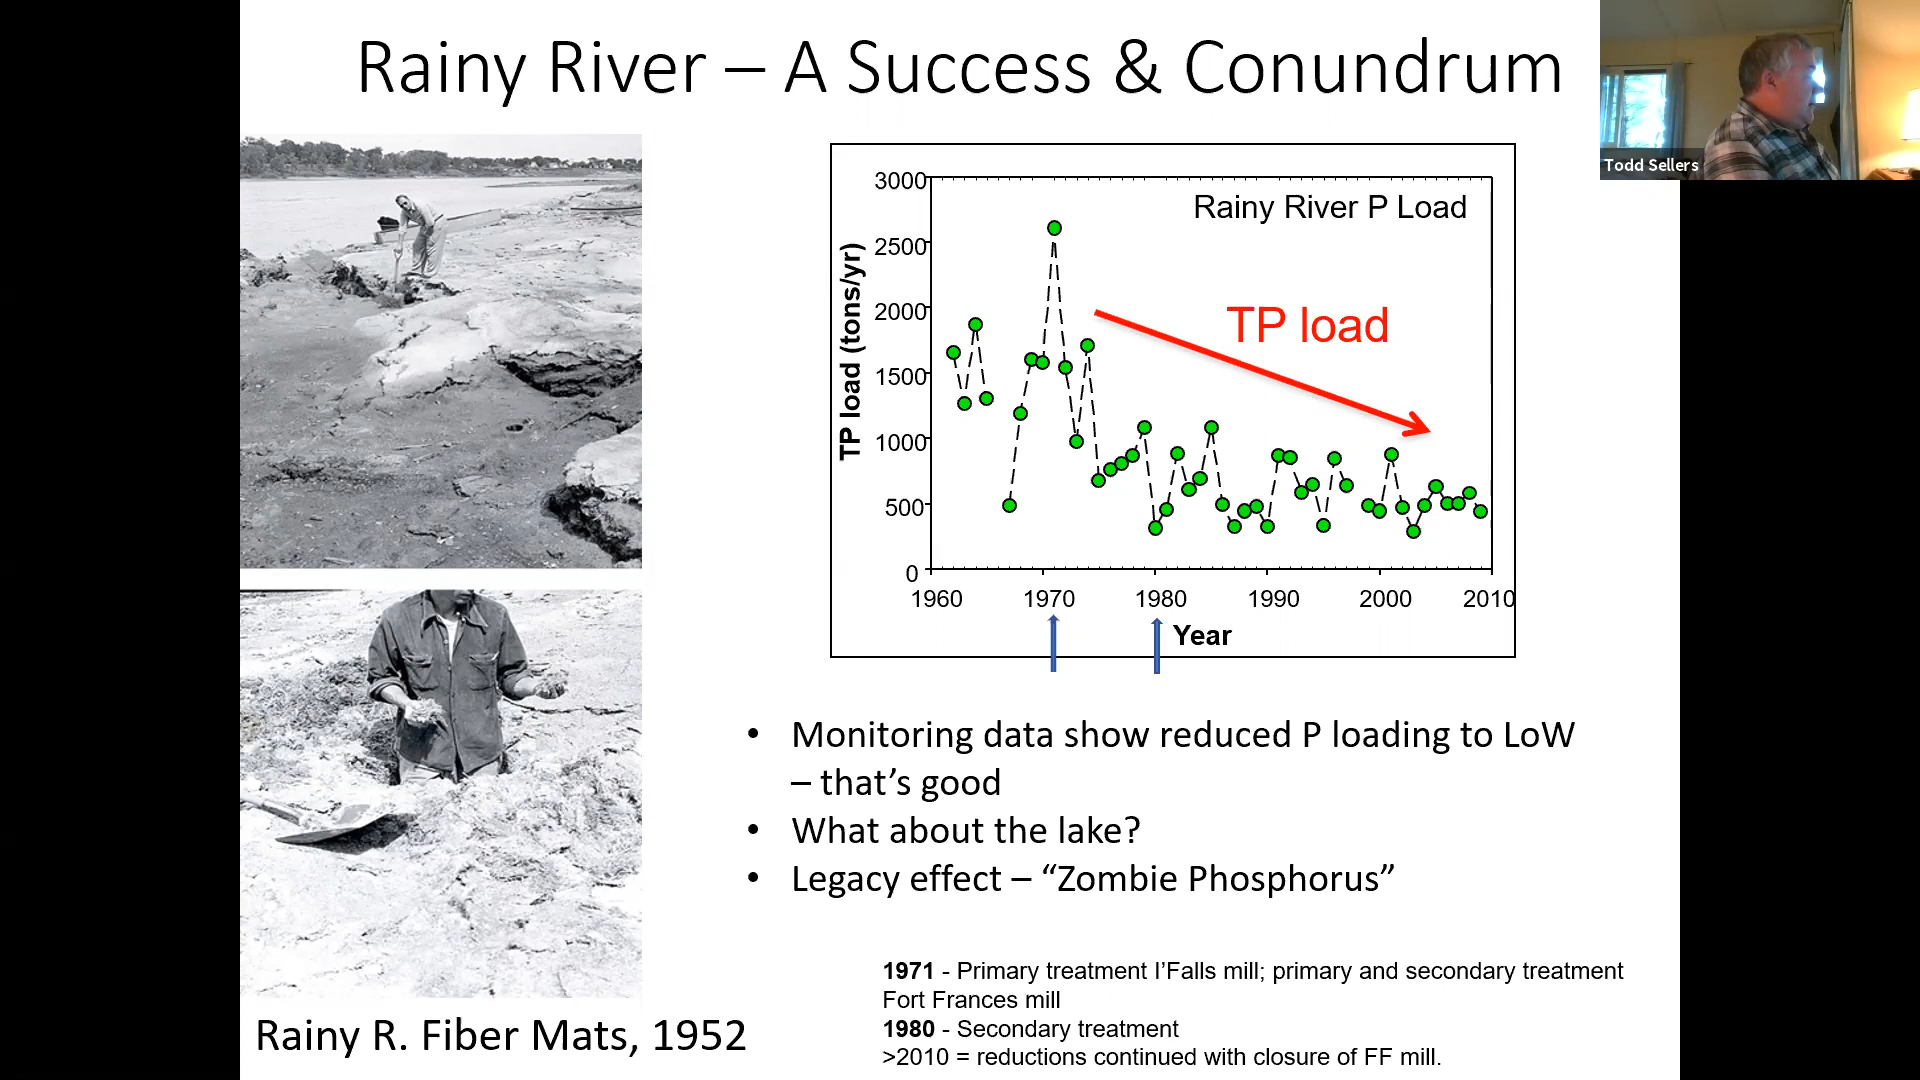 Rainy River – A Success & Conundrum
Todd Sellers
Rainy River P Load
TP load
TP load (tons/yr)
3000
2500
2000
1500
1000
500
0
1960 1970 1980 1990 2000 2010
Year
• Monitoring data show reduced P loading to LoW
– that’s good
• What about the lake?
• Legacy effect – “Zombie Phosphorus”
Rainy R. Fiber Mats, 1952
1971 - Primary treatment I’Falls mill; primary and secondary treatment
Fort Frances mill
1980 - Secondary treatment
>2010 = reductions continued with closure of FF mill.